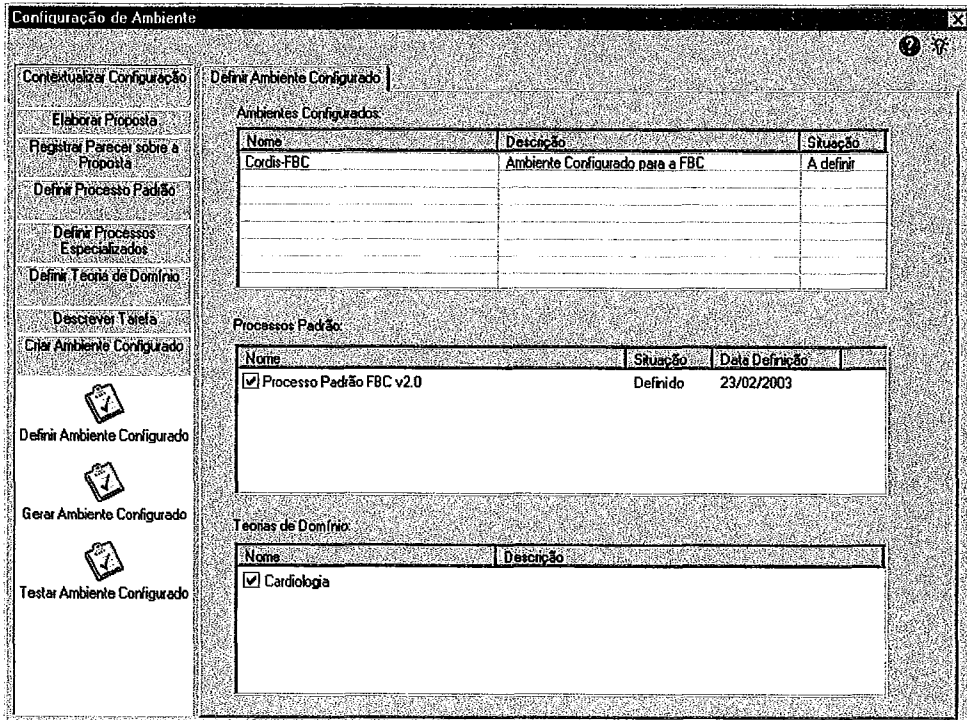 Configuração de Ambiente
Contextualizar Configuração
Elaborar Proposta
Registrar Parecer sobre a
Proposta
Definir Processo Padrão
Definir Processos
Especializados
Definir Teoria de Domínio
Descrever Tarefa
Criar Ambiente Configurado
Definir Ambiente Configurado
Gerar Ambiente Configurado
Testar Ambiente Configurado
Definir Ambiente Configurado
Ambientes Configurados:
Nome Descrição Situação
Cordis-FBC Ambiente Configurado para a FBC A definir
Processos Padrão:
Nome Situação Data Definição
Processo Padrão FBC v2.0 Definido 23/02/2003
Teorias de Domínio:
Nome Descrição
Cardiologia